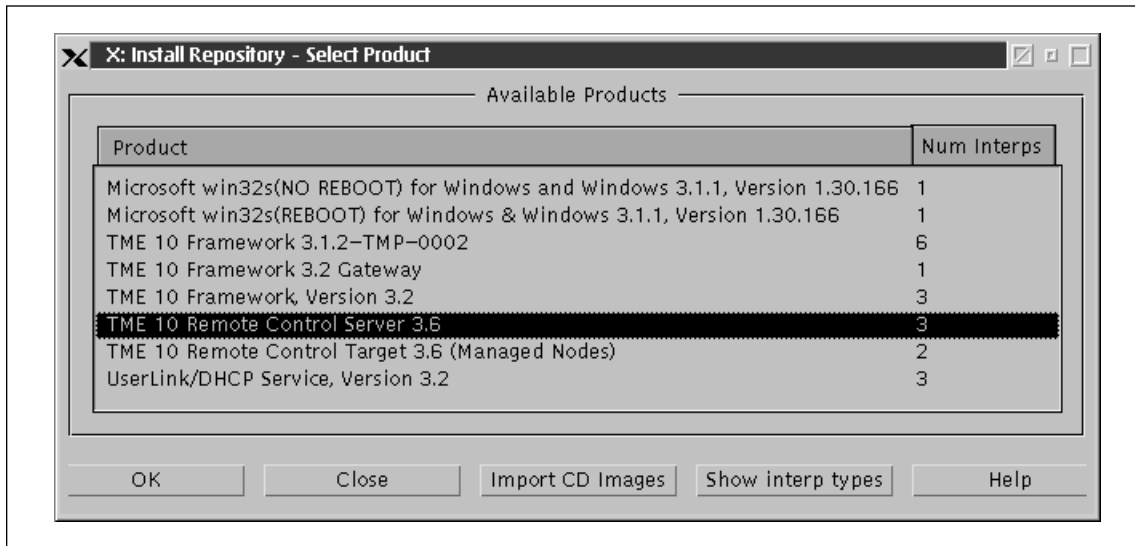 X: Install Repository - Select Product
Available Products
Product Num Interps
Microsoft win32s(NO REBOOT) for Windows and Windows 3.1.1, Version 1.30.166 1
Microsoft win32s(REBOOT) for Windows & Windows 3.1.1, Version 1.30.166 1
TME 10 Framework 3.1.2-TMP-0002 6
TME 10 Framework 3.2 Gateway 1
TME 10 Framework, Version 3.2 3
TME 10 Remote Control Server 3.6 3
TME 10 Remote Control Target 3.6 (Managed Nodes) 2
UserLink/DHCP Service, Version 3.2 3
OK Close Import CD Images Show interp types Help